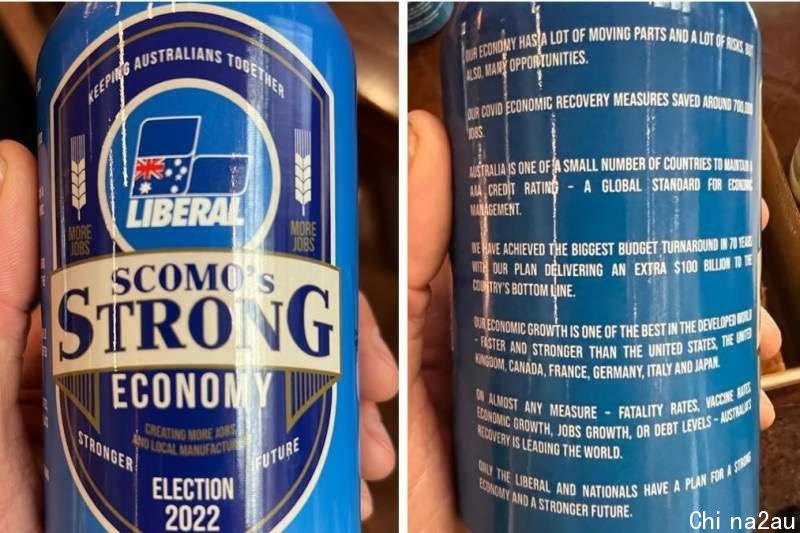 KEEPING AUSTRALIANS TOGETHER
LIBERAL
MORE
JOBS
MORE
JOBS
SCOMO'S
STRONG
ECONOMY
CREATING MORE JOBS
AND LOCAL MANUFACTURING
STRONGER
FUTURE
ELECTION
2022
OUR ECONOMY HAS A LOT OF MOVING PARTS AND A LOT OF RISKS, BUT
ALSO, MANY OPPORTUNITIES.
OUR COVID ECONOMIC RECOVERY MEASURES SAVED AROUND 700,000
JOBS.
AUSTRALIA IS ONE OF A SMALL NUMBER OF COUNTRIES TO MAINTAIN A
AAA CREDIT RATING - A GLOBAL STANDARD FOR ECONOMIC
MANAGEMENT.
WE HAVE ACHIEVED THE BIGGEST BUDGET TURNAROUND IN 70 YEARS
WITH OUR PLAN DELIVERING AN EXTRA $100 BILLION TO THE
COUNTRY'S BOTTOM LINE.
OUR ECONOMIC GROWTH IS ONE OF THE BEST IN THE DEVELOPED WORLD
- FASTER AND STRONGER THAN THE UNITED STATES, THE UNITED
KINGDOM, CANADA, FRANCE, GERMANY, ITALY AND JAPAN.
ON ALMOST ANY MEASURE - FATALITY RATES, VACCINE RATES,
ECONOMIC GROWTH, JOBS GROWTH, OR DEBT LEVELS - AUSTRALIA'S
RECOVERY IS LEADING THE WORLD.
ONLY THE LIBERAL AND NATIONALS HAVE A PLAN FOR A STRONG
ECONOMY AND A STRONGER FUTURE.
Chi na2au